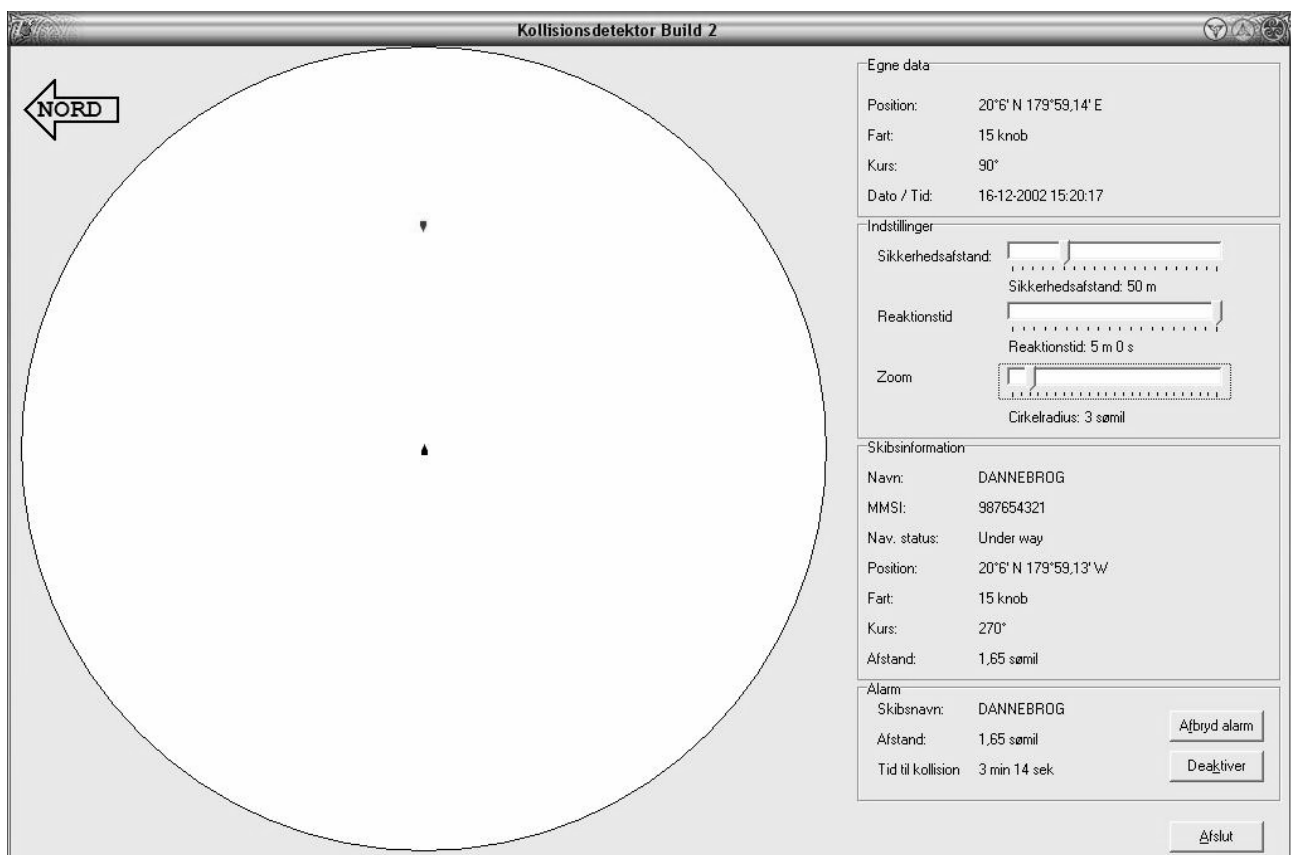 Kollisionsdetektor Build 2
NORD
Egne data
Position: 20°6' N 179°59,14' E
Fart: 15 knob
Kurs: 90°
Dato / Tid: 16-12-2002 15:20:17
Indstillinger
Sikkerhedsafstand:
Sikkerhedsafstand: 50 m
Reaktionstid
Reaktionstid: 5 m 0 s
Zoom
Cirkelradius: 3 sømil
Skibsinformation
Navn: DANNEBROG
MMSI: 987654321
Nav. status: Under way
Position: 20°6' N 179°59,13' W
Fart: 15 knob
Kurs: 270°
Afstand: 1,65 sømil
Alarm
Skibsnavn: DANNEBROG
Afbryd alarm
Afstand: 1,65 sømil
Tid til kollision 3 min 14 sek
Deaktiver
Afslut